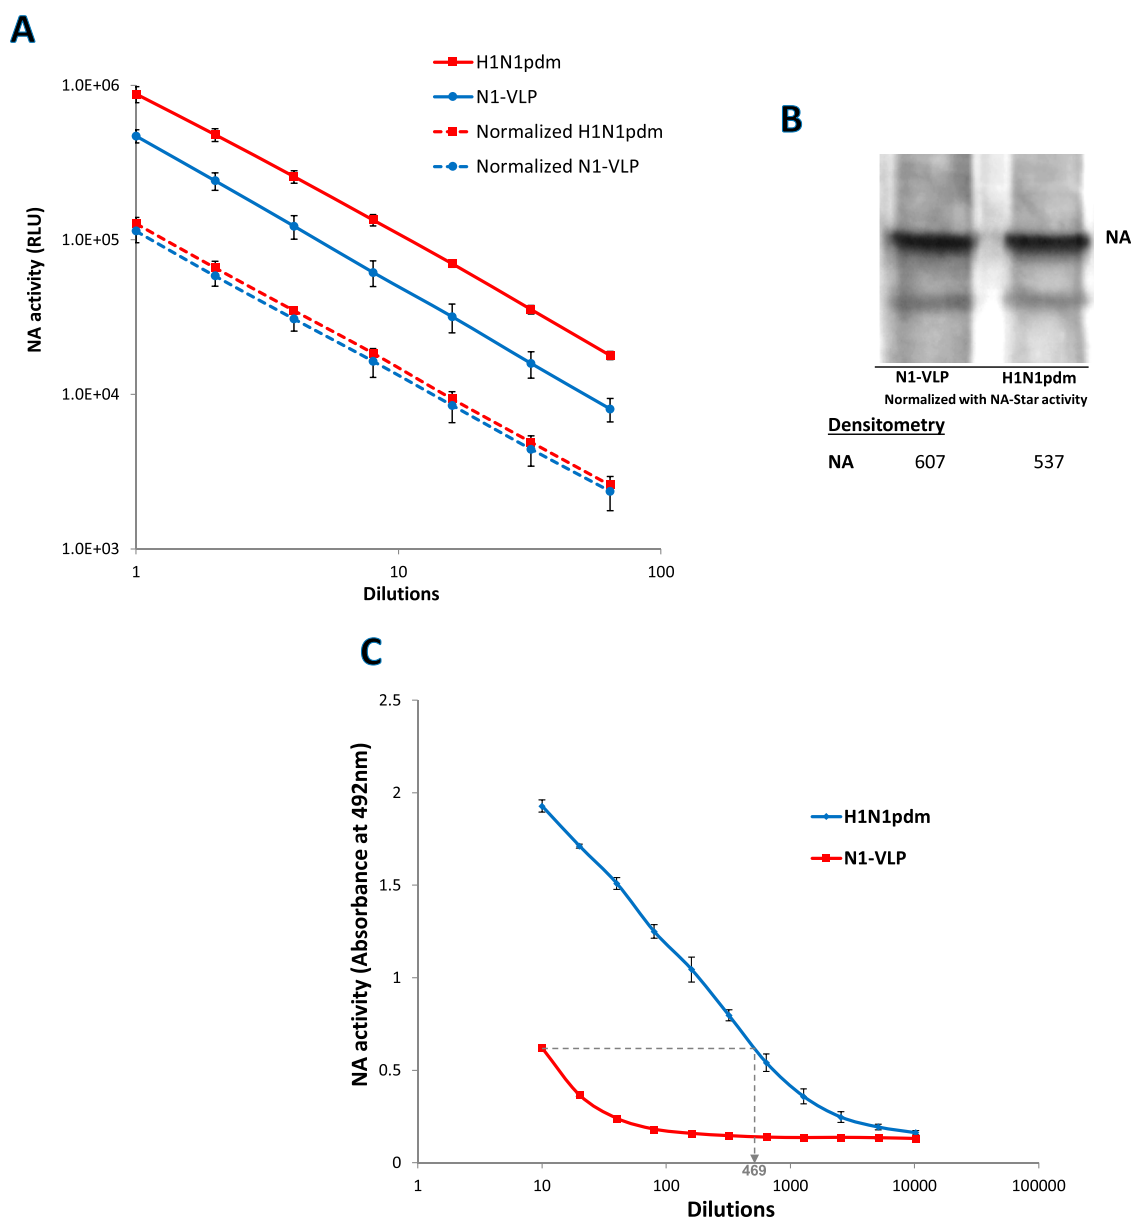 A
H1N1pdm
N1-VLP
Normalized H1N1pdm
Normalized N1-VLP
1.0E+06
1.0E+05
1.0E+04
1.0E+03
NA activity (RLU)
1
10
100
Dilutions
B
NA
N1-VLP H1N1pdm
Normalized with NA-Star activity
Densitometry
NA 607 537
C
2.5
2
1.5
1
0.5
0
NA activity (Absorbance at 492nm)
H1N1pdm
N1-VLP
469
1
10
100
1000
10000
100000
Dilutions